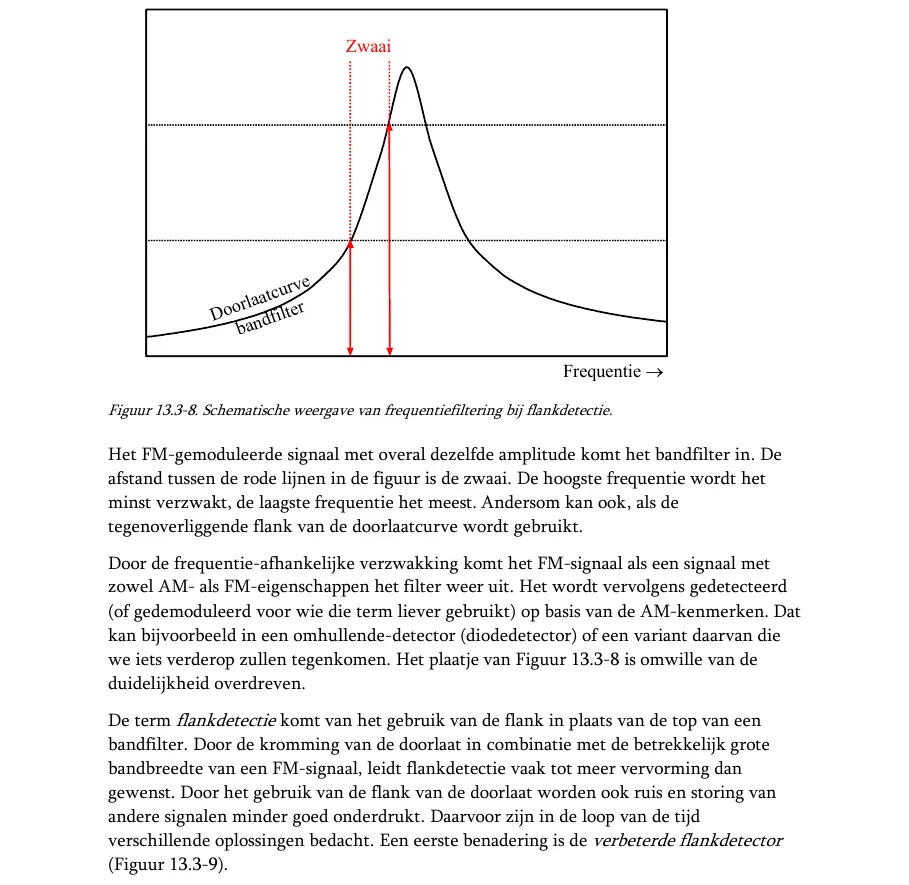 Zwaai
Doorlaatcurve
bandfilter
Frequentie →
Figuur 13.3-8. Schematische weergave van frequentiefiltering bij flankdetectie.
Het FM-gemoduleerde signaal met overal dezelfde amplitude komt het bandfilter in. De
afstand tussen de rode lijnen in de figuur is de zwaai. De hoogste frequentie wordt het
minst verzwakt, de laagste frequentie het meest. Andersom kan ook, als de
tegenoverliggende flank van de doorlaatcurve wordt gebruikt.
Door de frequentie-afhankelijke verzwakking komt het FM-signaal als een signaal met
zowel AM- als FM-eigenschappen het filter weer uit. Het wordt vervolgens gedetecteerd
(of gedemoduleerd voor wie die term liever gebruikt) op basis van de AM-kenmerken. Dat
kan bijvoorbeeld in een omhullende-detector (diodedetector) of een variant daarvan die
we iets verderop zullen tegenkomen. Het plaatje van Figuur 13.3-8 is omwille van de
duidelijkheid overdreven.
De term flankdetectie komt van het gebruik van de flank in plaats van de top van een
bandfilter. Door de kromming van de doorlaat in combinatie met de betrekkelijk grote
bandbreedte van een FM-signaal, leidt flankdetectie vaak tot meer vervorming dan
gewenst. Door het gebruik van de flank van de doorlaat worden ook ruis en storing van
andere signalen minder goed onderdrukt. Daarvoor zijn in de loop van de tijd
verschillende oplossingen bedacht. Een eerste benadering is de verbeterde flankdetector
(Figuur 13.3-9).